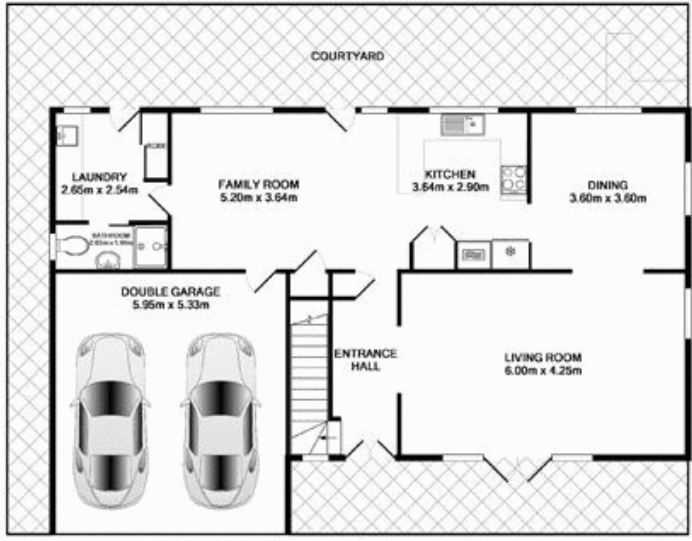 COURTYARD
LAUNDRY
2.65m x 2.54m
FAMILY ROOM
5.20m x 3.64m
KITCHEN
3.64m x 2.90m
DINING
3.60m x 3.60m
BATHROOM
DOUBLE GARAGE
5.95m x 5.33m
ENTRANCE
HALL
LIVING ROOM
6.00m x 4.25m